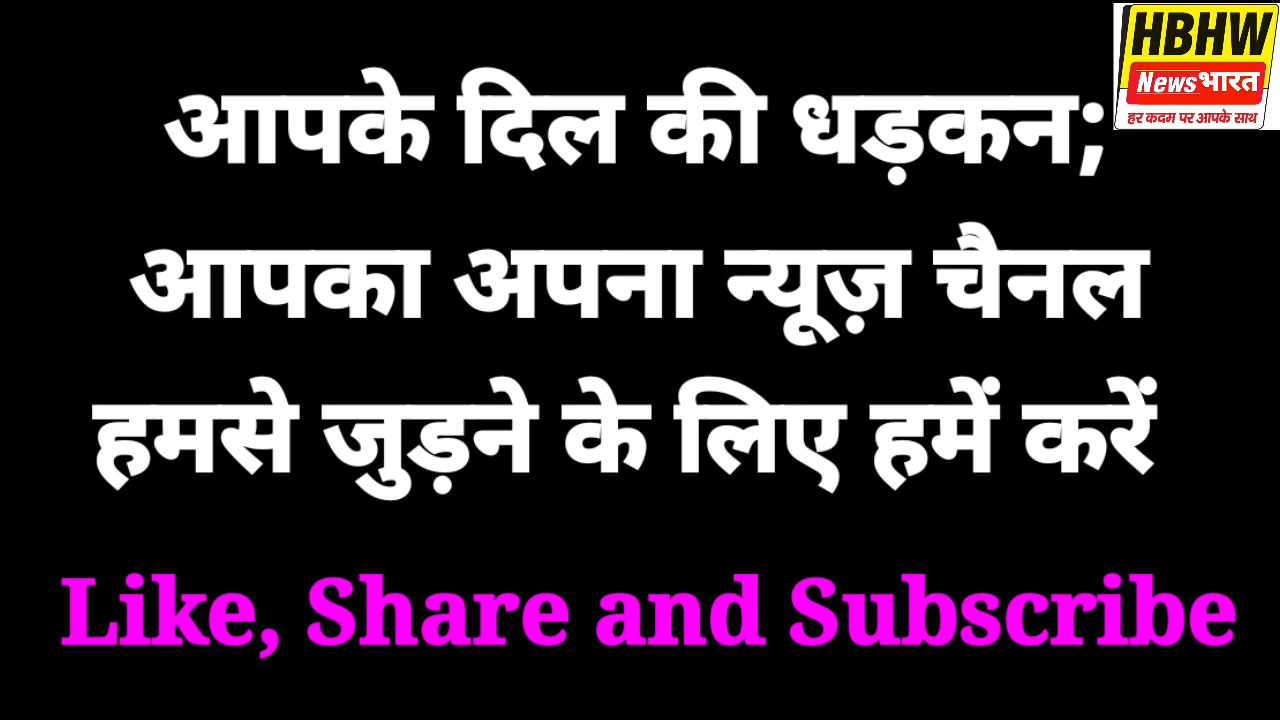 HBHW
Newsभारत
हर कदम पर आपके साथ
आपके दिल की धड़कन;
आपका अपना न्यूज़ चैनल
हमसे जुड़ने के लिए हमें करें
Like, Share and Subscribe